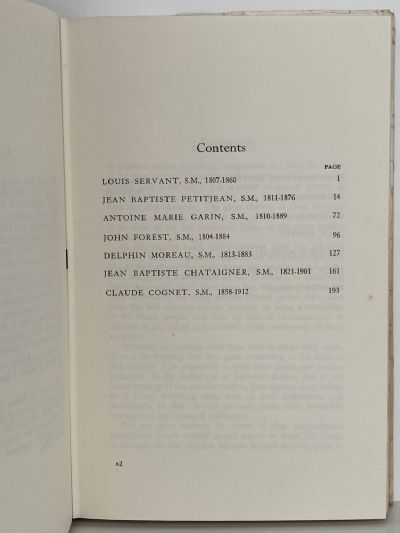 Contents
PAGE
LOUIS SERVANT, S.M., 1807-1860 1
JEAN BAPTISTE PETITJEAN, S.M., 1811-1876 14
ANTOINE MARIE GARIN, S.M., 1810-1889 72
JOHN FOREST, S.M., 1804-1884 96
DELPHIN MOREAU, S.M., 1813-1883 127
JEAN BAPTISTE CHATAIGNER, S.M., 1821-1901 161
CLAUDE COGNET, S.M., 1858-1912 193
A2